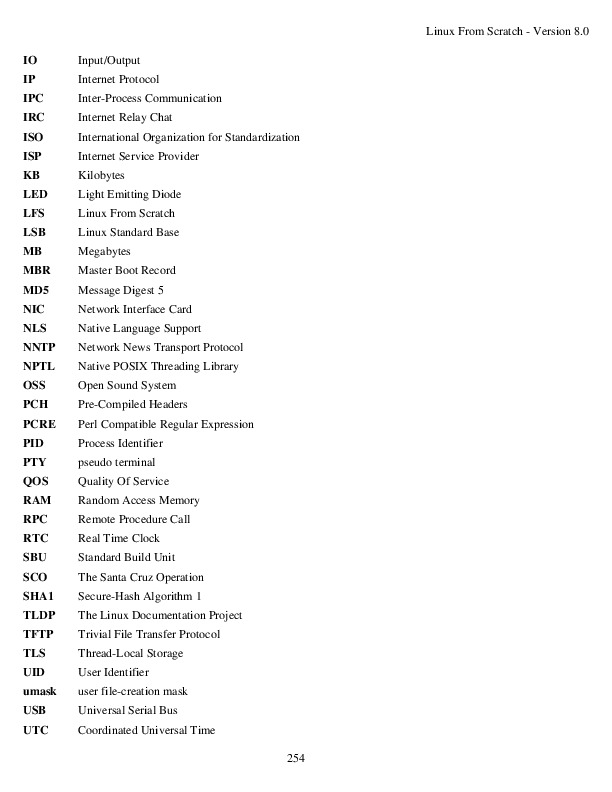 Linux From Scratch - Version 8.0
IO Input/Output
IP Internet Protocol
IPC Inter-Process Communication
IRC Internet Relay Chat
ISO International Organization for Standardization
ISP Internet Service Provider
KB Kilobytes
LED Light Emitting Diode
LFS Linux From Scratch
LSB Linux Standard Base
MB Megabytes
MBR Master Boot Record
MD5 Message Digest 5
NIC Network Interface Card
NLS Native Language Support
NNTP Network News Transport Protocol
NPTL Native POSIX Threading Library
OSS Open Sound System
PCH Pre-Compiled Headers
PCRE Perl Compatible Regular Expression
PID Process Identifier
PTY pseudo terminal
QOS Quality Of Service
RAM Random Access Memory
RPC Remote Procedure Call
RTC Real Time Clock
SBU Standard Build Unit
SCO The Santa Cruz Operation
SHA1 Secure-Hash Algorithm 1
TLDP The Linux Documentation Project
TFTP Trivial File Transfer Protocol
TLS Thread-Local Storage
UID User Identifier
umask user file-creation mask
USB Universal Serial Bus
UTC Coordinated Universal Time
254